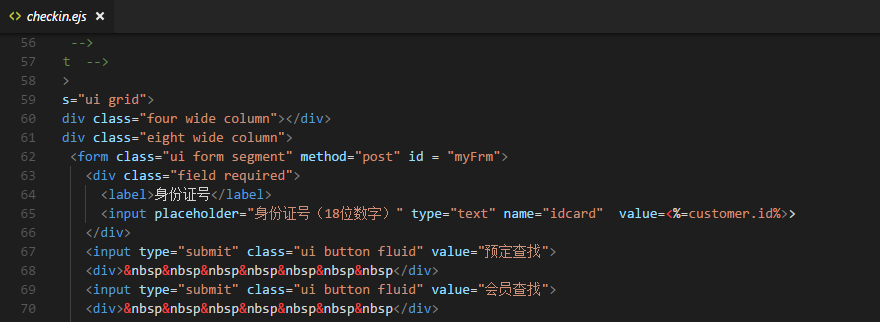 <> checkin.ejs ×
56 -->
57 t -->
58 >
59 s="ui grid">
60 div class="four wide column"></div>
61 div class="eight wide column">
62 <form class="ui form segment" method="post" id = "myFrm">
63 <div class="field required">
64 <label>身份证号</label>
65 <input placeholder="身份证号（18位数字）" type="text" name="idcard"  value=<%=customer.id%>>
66 </div>
67 <input type="submit" class="ui button fluid" value="预定查找">
68 <div>&nbsp&nbsp&nbsp&nbsp&nbsp&nbsp&nbsp</div>
69 <input type="submit" class="ui button fluid" value="会员查找">
70 <div>&nbsp&nbsp&nbsp&nbsp&nbsp&nbsp&nbsp</div>